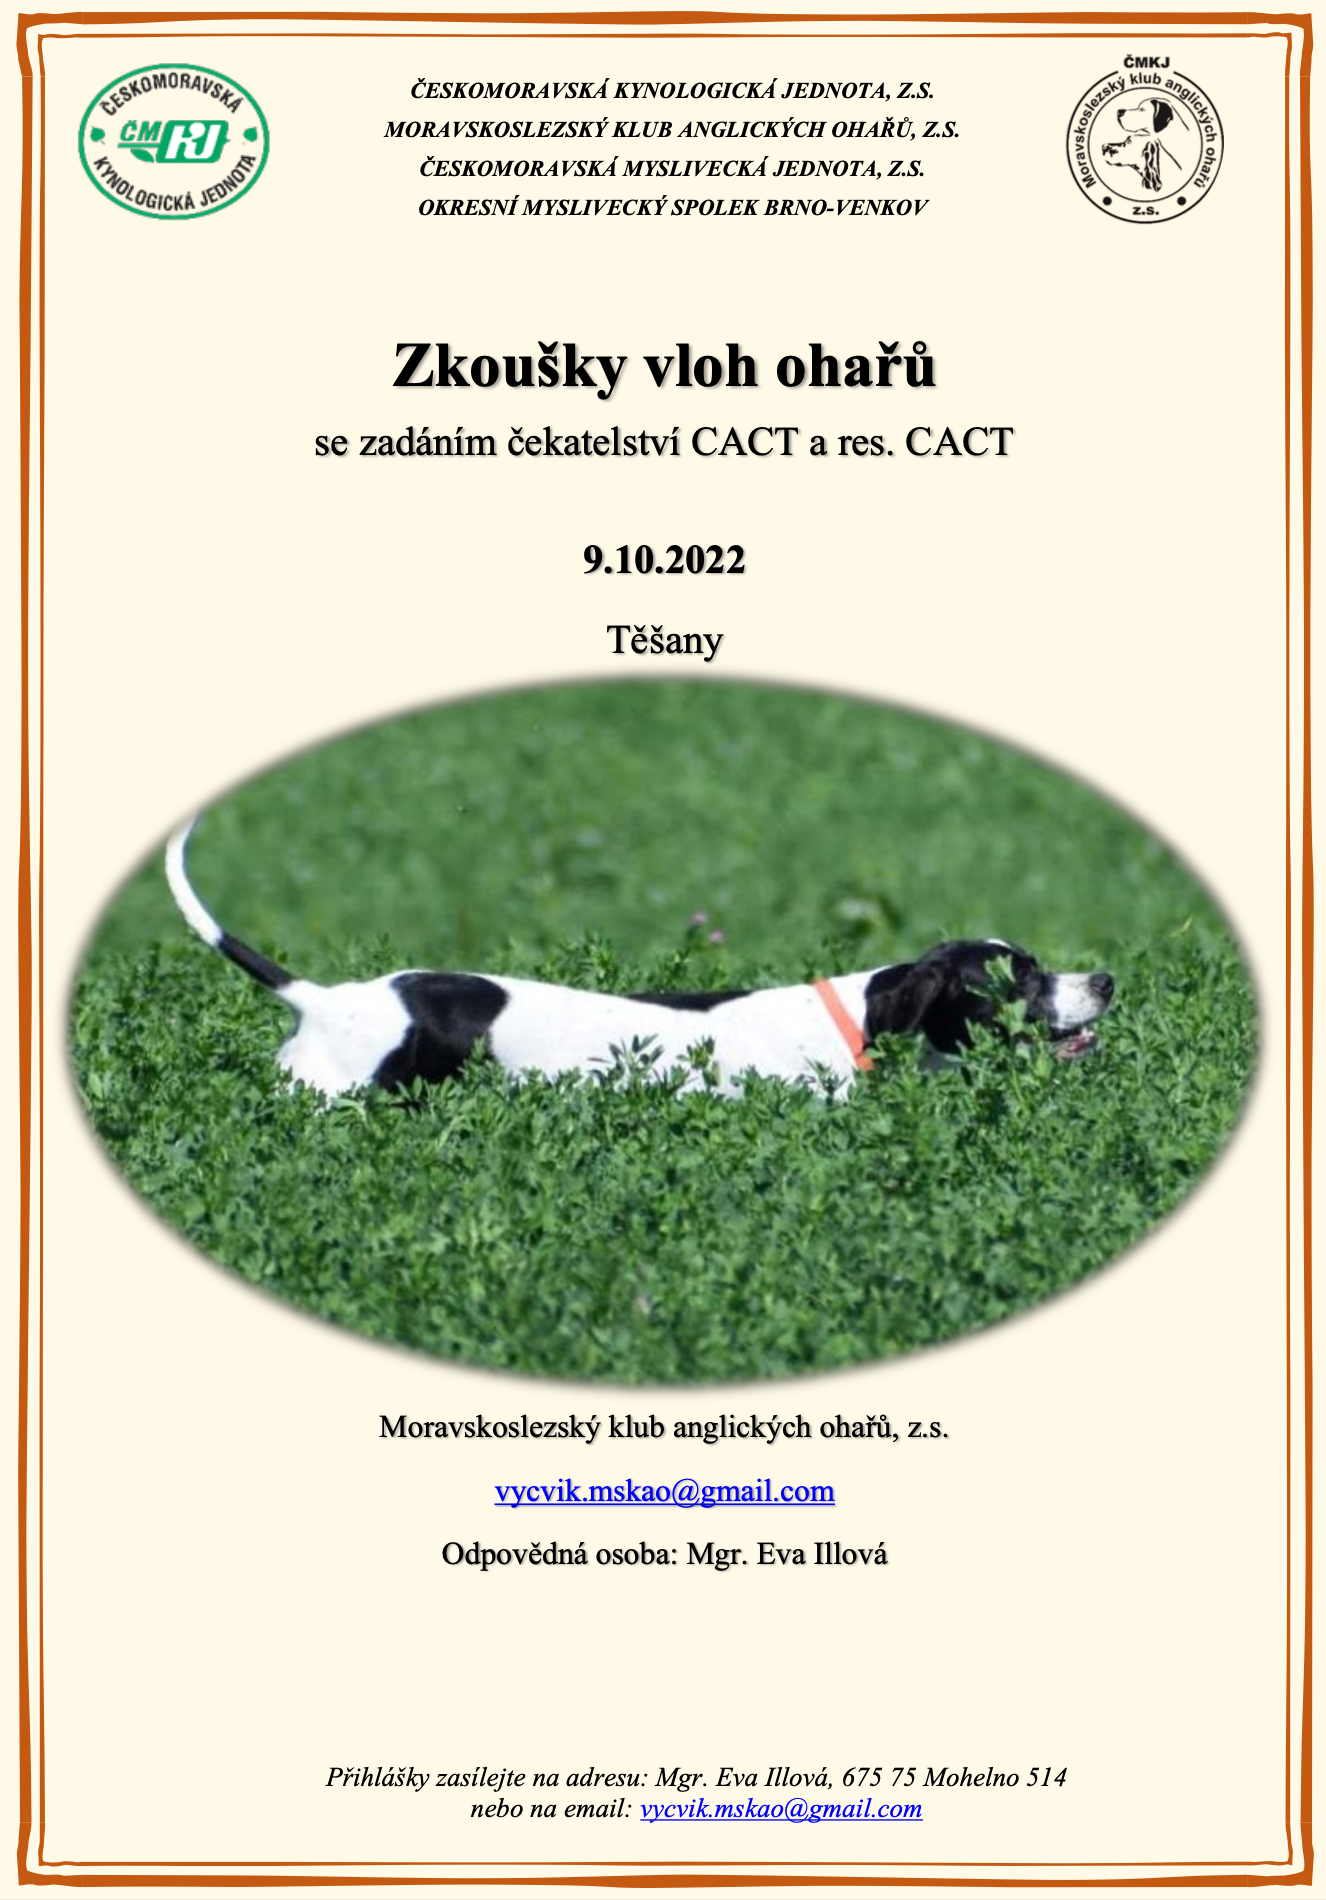 ČESKOMORAVSKÁ
ČMKJ
KYNOLOGICKÁ JEDNOTA
ČESKOMORAVSKÁ KYNOLOGICKÁ JEDNOTA, Z.S.
MORAVSKOSLEZSKÝ KLUB ANGLICKÝCH OHAŘŮ, Z.S.
ČESKOMORAVSKÁ MYSLIVECKÁ JEDNOTA, Z.S.
OKRESNÍ MYSLIVECKÝ SPOLEK BRNO-VENKOV
ČMKJ
Moravskoslezský klub anglických ohařů
z.s.
Zkoušky vloh ohařů
se zadáním čekatelství CACT a res. CACT
9.10.2022
Těšany
Moravskoslezský klub anglických ohařů, z.s.
vycvik.mskao@gmail.com
Odpovědná osoba: Mgr. Eva Illová
Přihlášky zasílejte na adresu: Mgr. Eva Illová, 675 75 Mohelno 514
nebo na email: vycvik.mskao@gmail.com